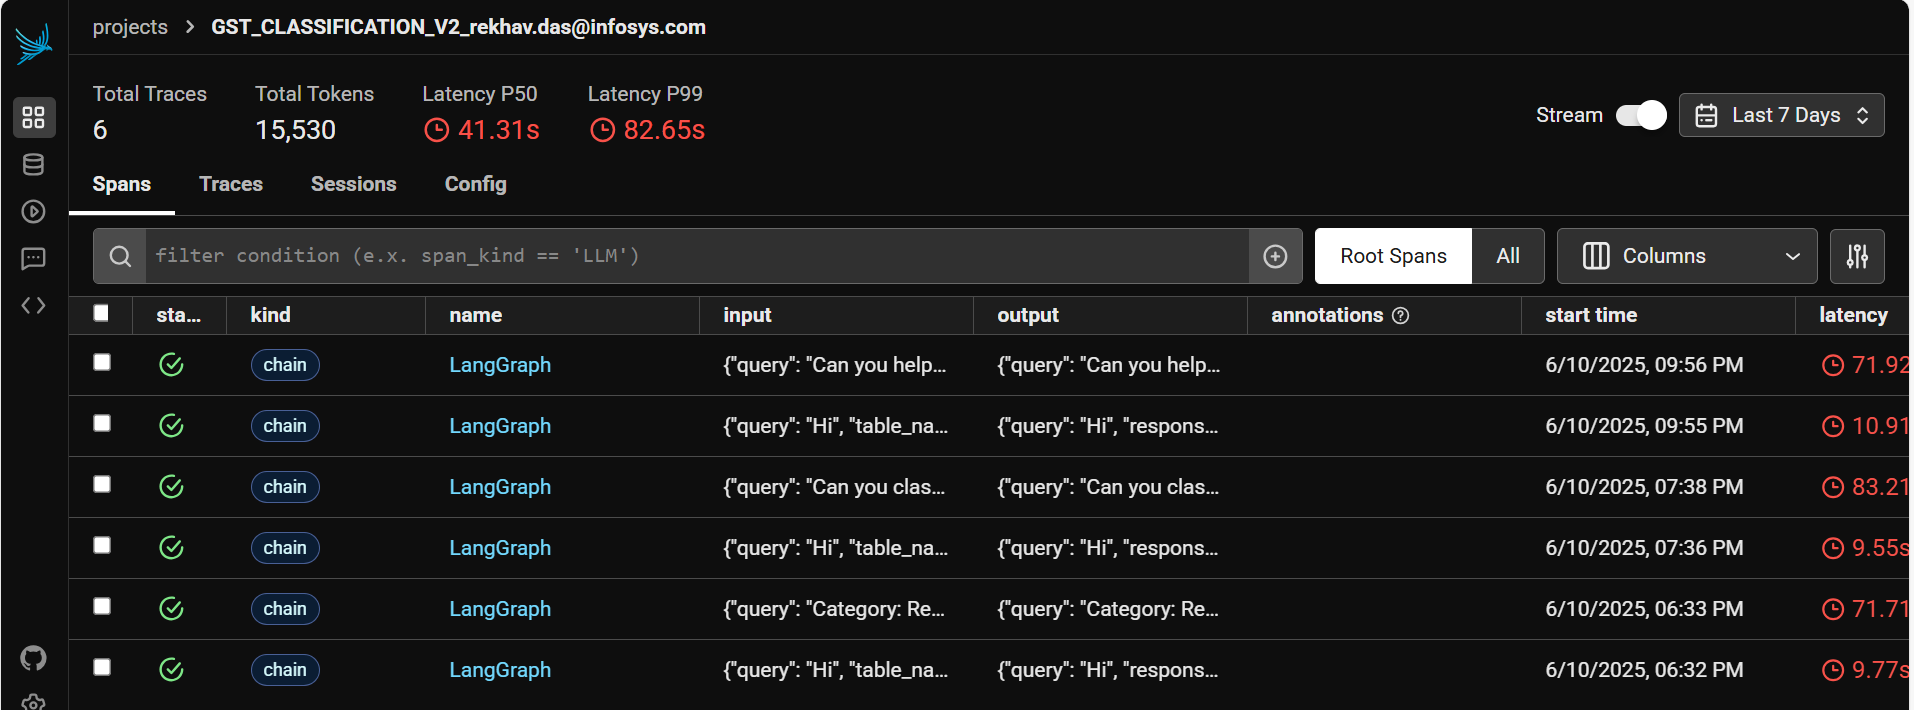 projects > GST_CLASSIFICATION_V2_rekhav.das@infosys.com
Total Traces Total Tokens Latency P50 Latency P99
6 15,530 41.31s 82.65s
Stream Last 7 Days
Spans Traces Sessions Config
filter condition (e.x. span_kind == 'LLM') Root Spans All Columns
sta... kind name input output annotations start time latency
chain LangGraph {"query": "Can you help... {"query": "Can you help... 6/10/2025, 09:56 PM 71.92
chain LangGraph {"query": "Hi", "table_na... {"query": "Hi", "respons... 6/10/2025, 09:55 PM 10.91
chain LangGraph {"query": "Can you clas... {"query": "Can you clas... 6/10/2025, 07:38 PM 83.21
chain LangGraph {"query": "Hi", "table_na... {"query": "Hi", "respons... 6/10/2025, 07:36 PM 9.55s
chain LangGraph {"query": "Category: Re... {"query": "Category: Re... 6/10/2025, 06:33 PM 71.71
chain LangGraph {"query": "Hi", "table_na... {"query": "Hi", "respons... 6/10/2025, 06:32 PM 9.77s